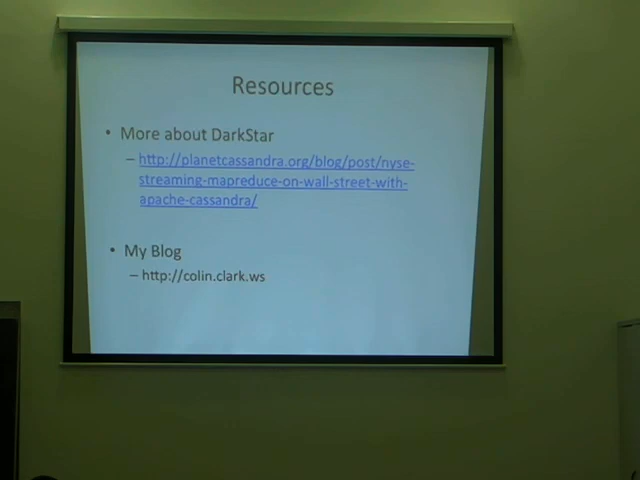 Resources
• More about DarkStar
– http://planetcassandra.org/blog/post/nyse-
streaming-mapreduce-on-wall-street-with-
apache-cassandra/
• My Blog
– http://colin.clark.ws